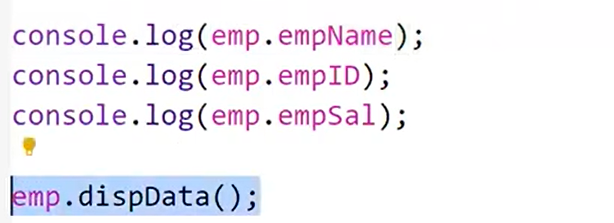 console.log(emp.empName);
console.log(emp.empID);
console.log(emp.empSal);
emp.dispData();